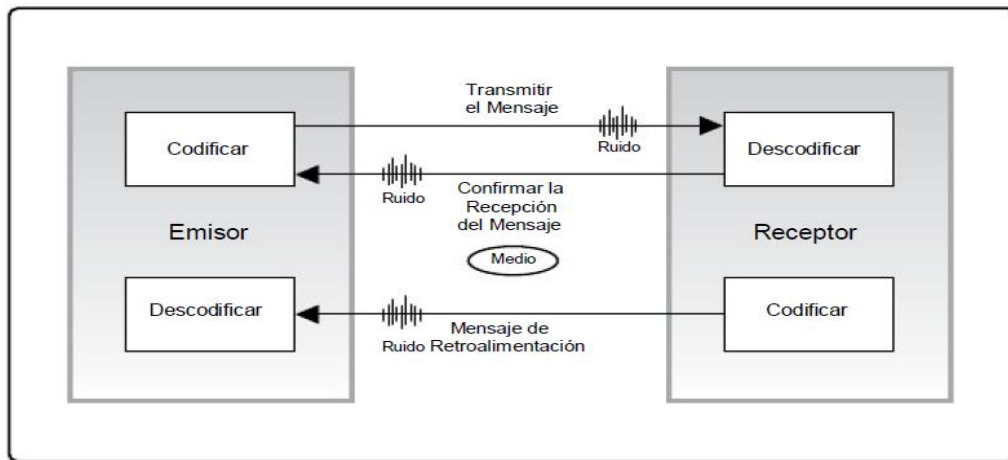 Transmitir
el Mensaje
Codificar
Ruido
Descodificar
Ruido
Confirmar la
Recepción
del Mensaje
Emisor
Receptor
Medio
Descodificar
Codificar
Ruido
Mensaje de
Retroalimentación